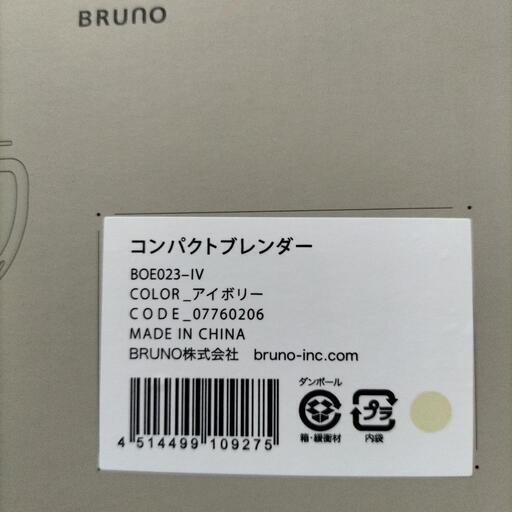 BRUNO
コンパクトブレンダー
BOE023-IV
COLOR_アイボリー
CODE_07760206
MADE IN CHINA
BRUNO株式会社 bruno-inc.com
ダンボール
プラ
箱・緩衝材 内袋
4 514499 109275